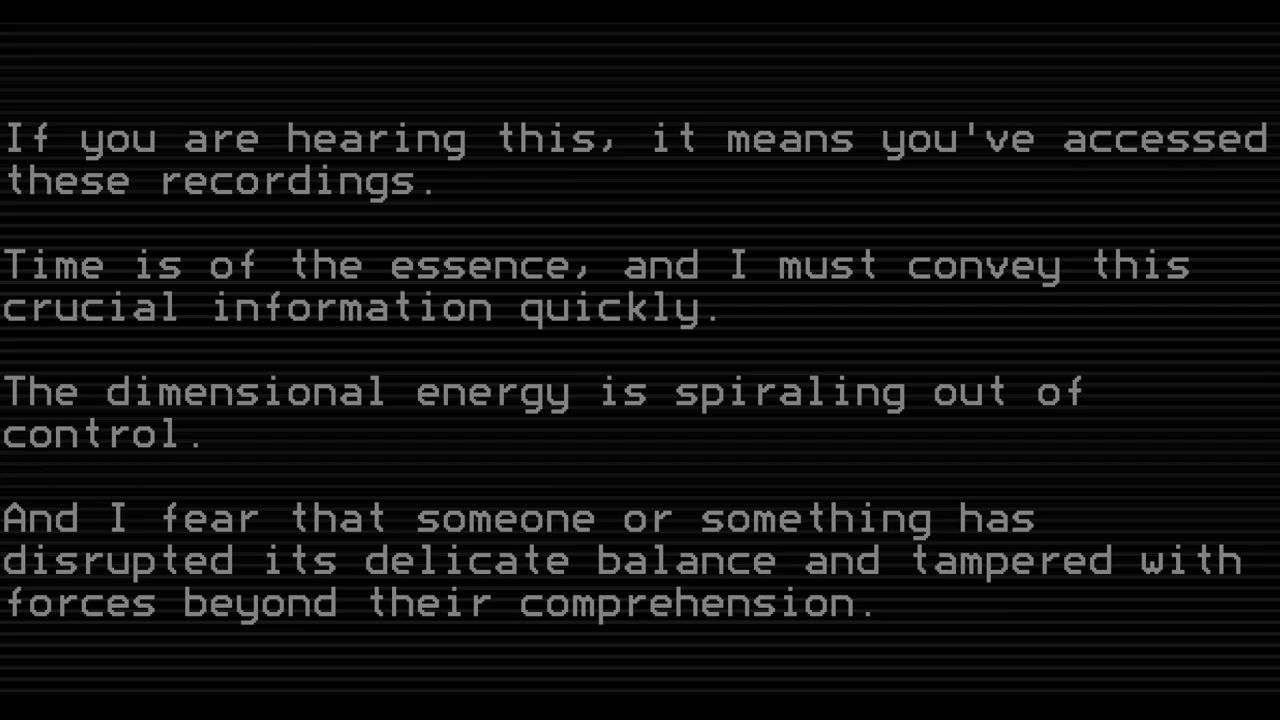 If you are hearing this, it means you've accessed
these recordings.
Time is of the essence, and I must convey this
crucial information quickly.
The dimensional energy is spiraling out of
control.
And I fear that someone or something has
disrupted its delicate balance and tampered with
forces beyond their comprehension.